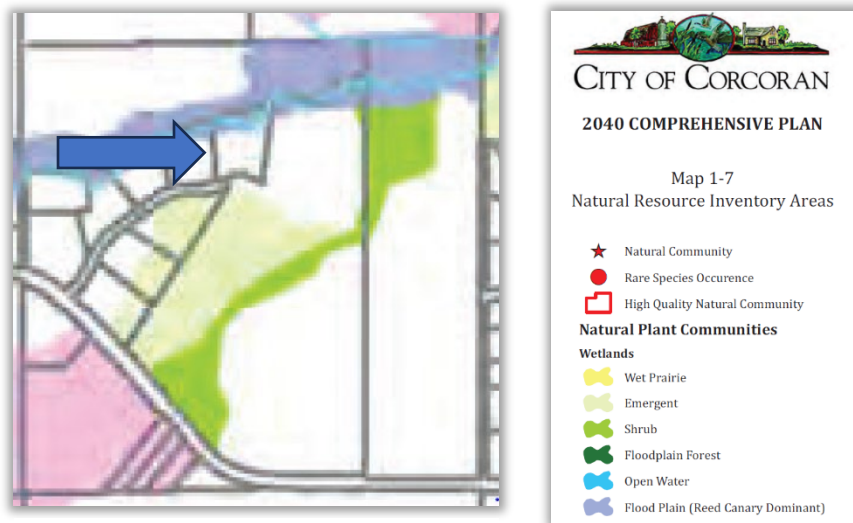 CITY OF CORCORAN
2040 COMPREHENSIVE PLAN
Map 1-7
Natural Resource Inventory Areas
Natural Community
Rare Species Occurence
High Quality Natural Community
Natural Plant Communities
Wetlands
Wet Prairie
Emergent
Shrub
Floodplain Forest
Open Water
Flood Plain (Reed Canary Dominant)